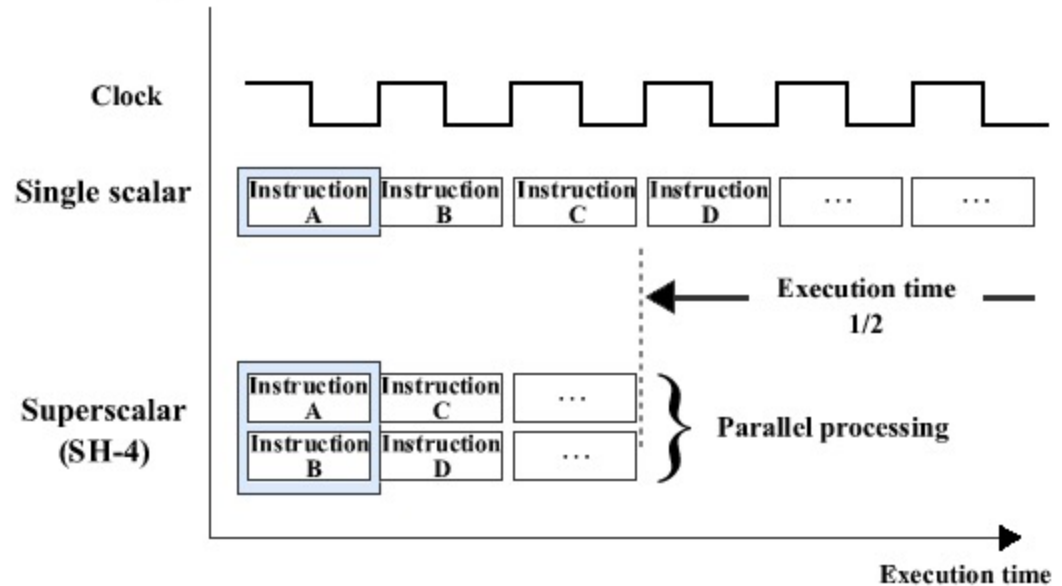 Clock
Single scalar
Instruction
A
Instruction
B
Instruction
C
Instruction
D
...
...
Execution time
1/2
Superscalar
(SH-4)
Instruction
A
Instruction
C
...
Instruction
B
Instruction
D
...
Parallel processing
Execution time